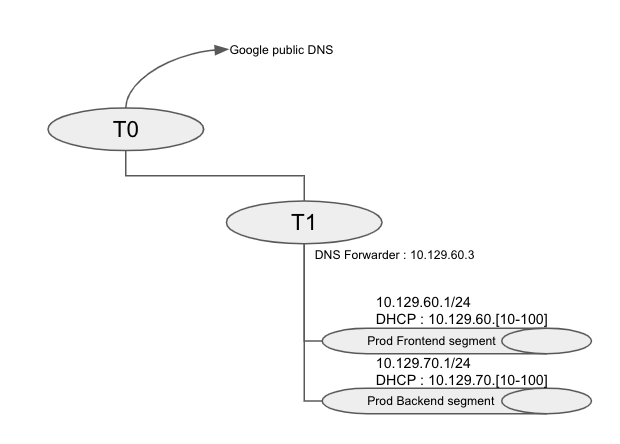 Google public DNS
T0
T1
DNS Forwarder : 10.129.60.3
10.129.60.1/24
DHCP : 10.129.60.[10-100]
Prod Frontend segment
10.129.70.1/24
DHCP : 10.129.70.[10-100]
Prod Backend segment